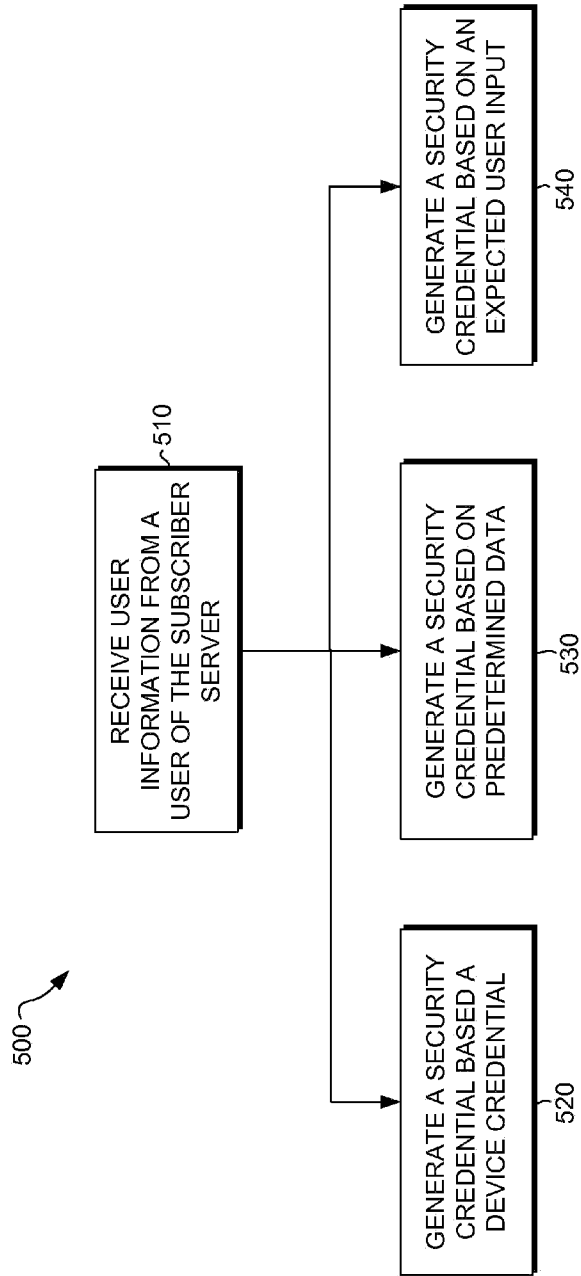 500
RECEIVE USER
INFORMATION FROM A
USER OF THE SUBSCRIBER
SERVER
510
GENERATE A SECURITY
CREDENTIAL BASED A
DEVICE CREDENTIAL
520
GENERATE A SECURITY
CREDENTIAL BASED ON
PREDETERMINED DATA
530
GENERATE A SECURITY
CREDENTIAL BASED ON AN
EXPECTED USER INPUT
540